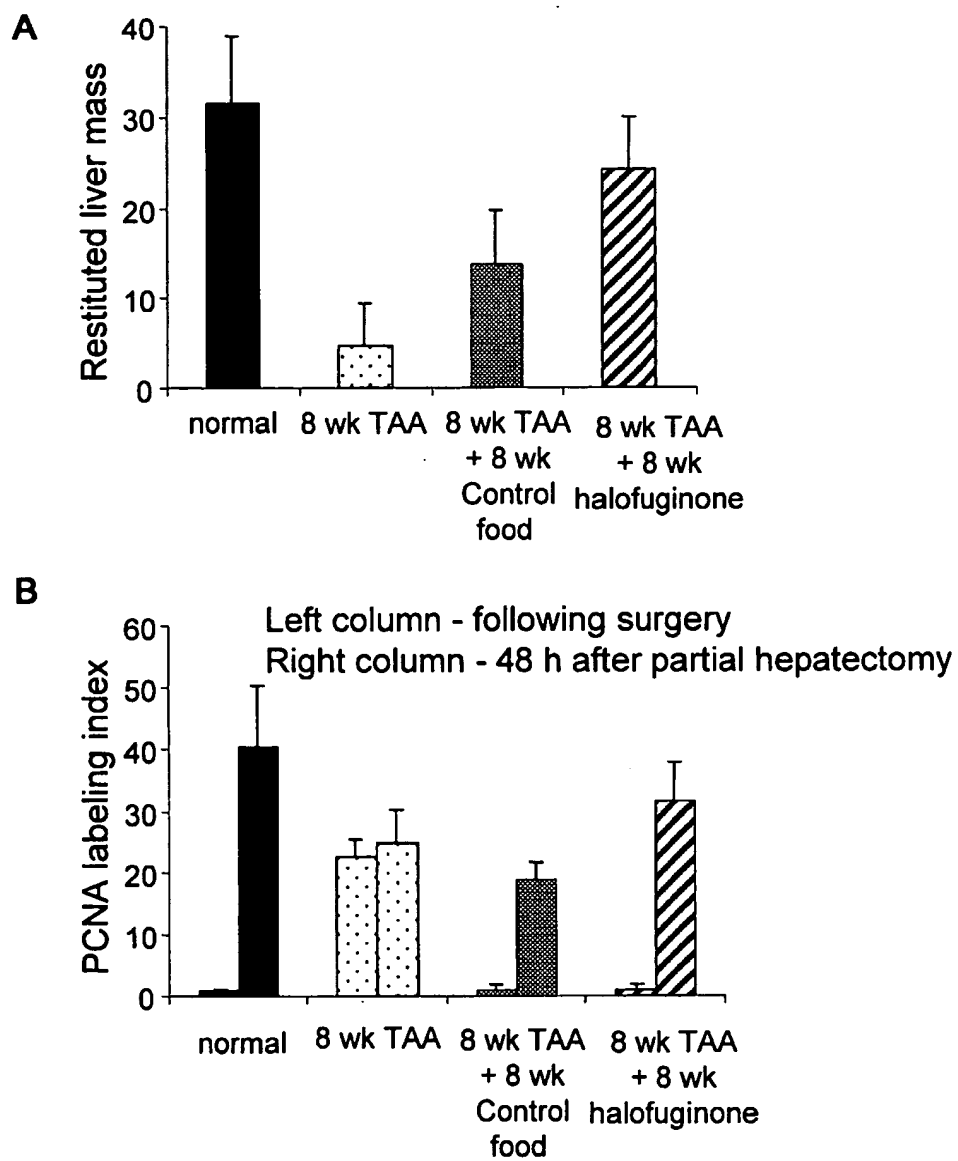 A
40
30
20
10
0
Restituted liver mass
normal 8 wk TAA 8 wk TAA 8 wk TAA
+ 8 wk + 8 wk
Control halofuginone
food
B
Left column - following surgery
Right column - 48 h after partial hepatectomy
60
50
40
30
20
10
0
PCNA labeling index
normal 8 wk TAA 8 wk TAA 8 wk TAA
+ 8 wk + 8 wk
Control halofuginone
food